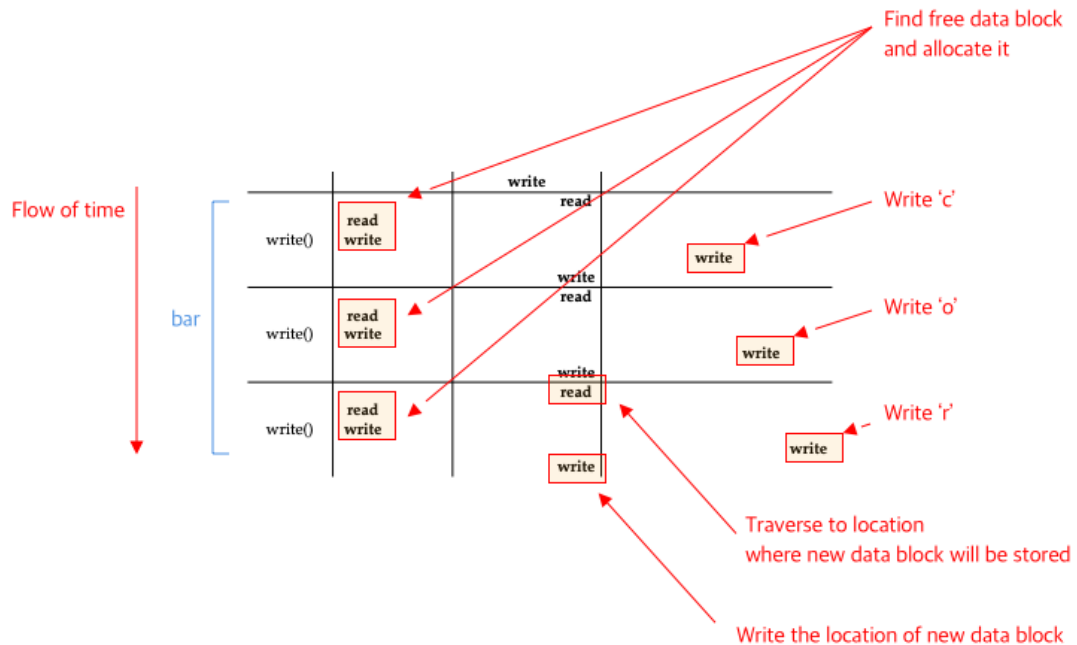 Find free data block
and allocate it
write
read
Write ‘c’
Flow of time
read
write
write()
write
write
read
bar
read
write
write()
Write ‘o’
write
write
read
read
write
write()
Write ‘r’
write
write
Traverse to location
where new data block will be stored
Write the location of new data block